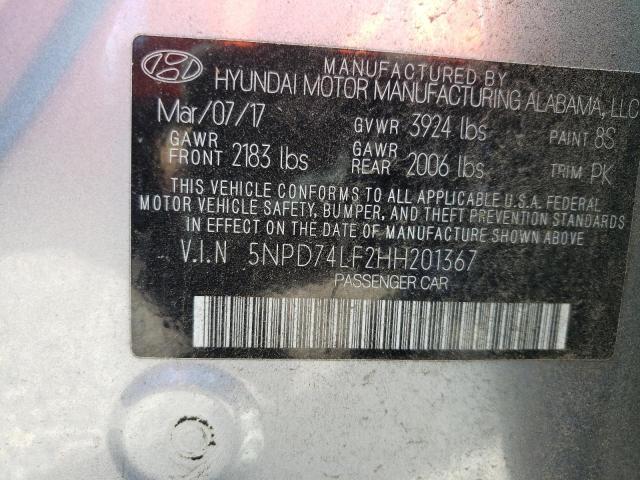 MANUFACTURED BY
HYUNDAI MOTOR MANUFACTURING ALABAMA, LLC
Mar/07/17 GVWR 3924 lbs PAINT 8S
GAWR FRONT 2183 lbs GAWR REAR 2006 lbs TRIM PK
THIS VEHICLE CONFORMS TO ALL APPLICABLE U.S.A. FEDERAL
MOTOR VEHICLE SAFETY, BUMPER, AND THEFT PREVENTION STANDARDS
IN EFFECT ON THE DATE OF MANUFACTURE SHOWN ABOVE
V.I.N 5NPD74LF2HH201367
PASSENGER CAR